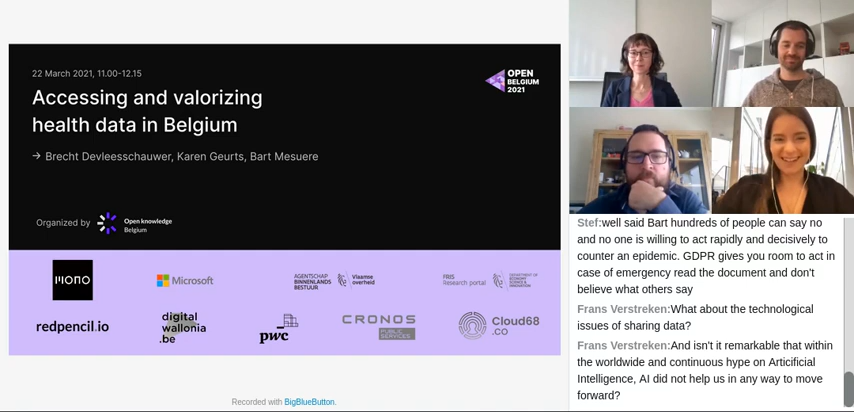 22 March 2021, 11.00-12.15
Accessing and valorizing
health data in Belgium
→ Brecht Devleesschauwer, Karen Geurts, Bart Mesuere
OPEN
BELGIUM
2021
Organized by
Open knowledge
Belgium
MONO
Microsoft
AGENTSCHAP
BINNENLANDS
BESTUUR
Vlaamse
overheid
FRIS
Research portal
DEPARTMENT OF
ECONOMY
SCIENCE &
INNOVATION
redpencil.io
digital
wallonia
.be
pwc
CRONOS
PUBLIC
SERVICES
Cloud68
.CO
Recorded with BigBlueButton.
Stef:well said Bart hundreds of people can say no
and no one is willing to act rapidly and decisively to
counter an epidemic. GDPR gives you room to act in
case of emergency read the document and don't
believe what others say
Frans Verstreken:What about the technological
issues of sharing data?
Frans Verstreken:And isn't it remarkable that within
the worldwide and continuous hype on Articificial
Intelligence, AI did not help us in any way to move
forward?